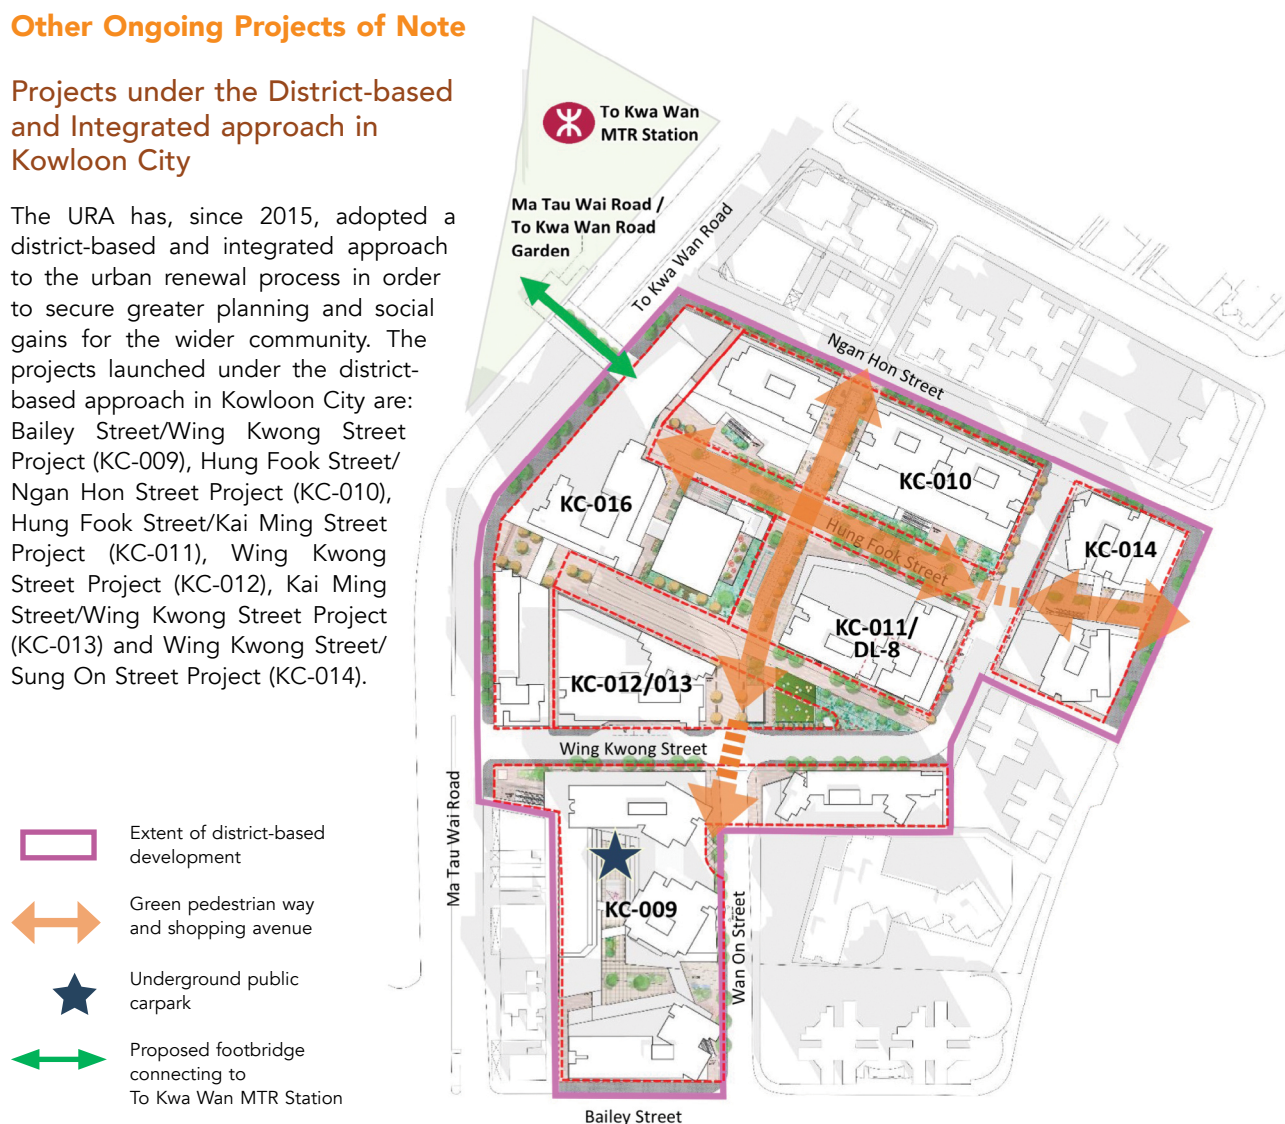 Other Ongoing Projects of Note
Projects under the District-based
and Integrated approach in
Kowloon City
The URA has, since 2015, adopted a
district-based and integrated approach
to the urban renewal process in order
to secure greater planning and social
gains for the wider community. The
projects launched under the district-
based approach in Kowloon City are:
Bailey Street/Wing Kwong Street
Project (KC-009), Hung Fook Street/
Ngan Hon Street Project (KC-010),
Hung Fook Street/Kai Ming Street
Project (KC-011), Wing Kwong
Street Project (KC-012), Kai Ming
Street/Wing Kwong Street Project
(KC-013) and Wing Kwong Street/
Sung On Street Project (KC-014).
Extent of district-based
development
Green pedestrian way
and shopping avenue
Underground public
carpark
Proposed footbridge
connecting to
To Kwa Wan MTR Station
To Kwa Wan
MTR Station
Ma Tau Wai Road /
To Kwa Wan Road
Garden
To Kwa Wan Road
Ngan Hon Street
KC-010
KC-016
Hung Fook Street
KC-014
KC-011/
DL-8
KC-012/013
Wing Kwong Street
Ma Tau Wai Road
KC-009
Wan On Street
Bailey Street